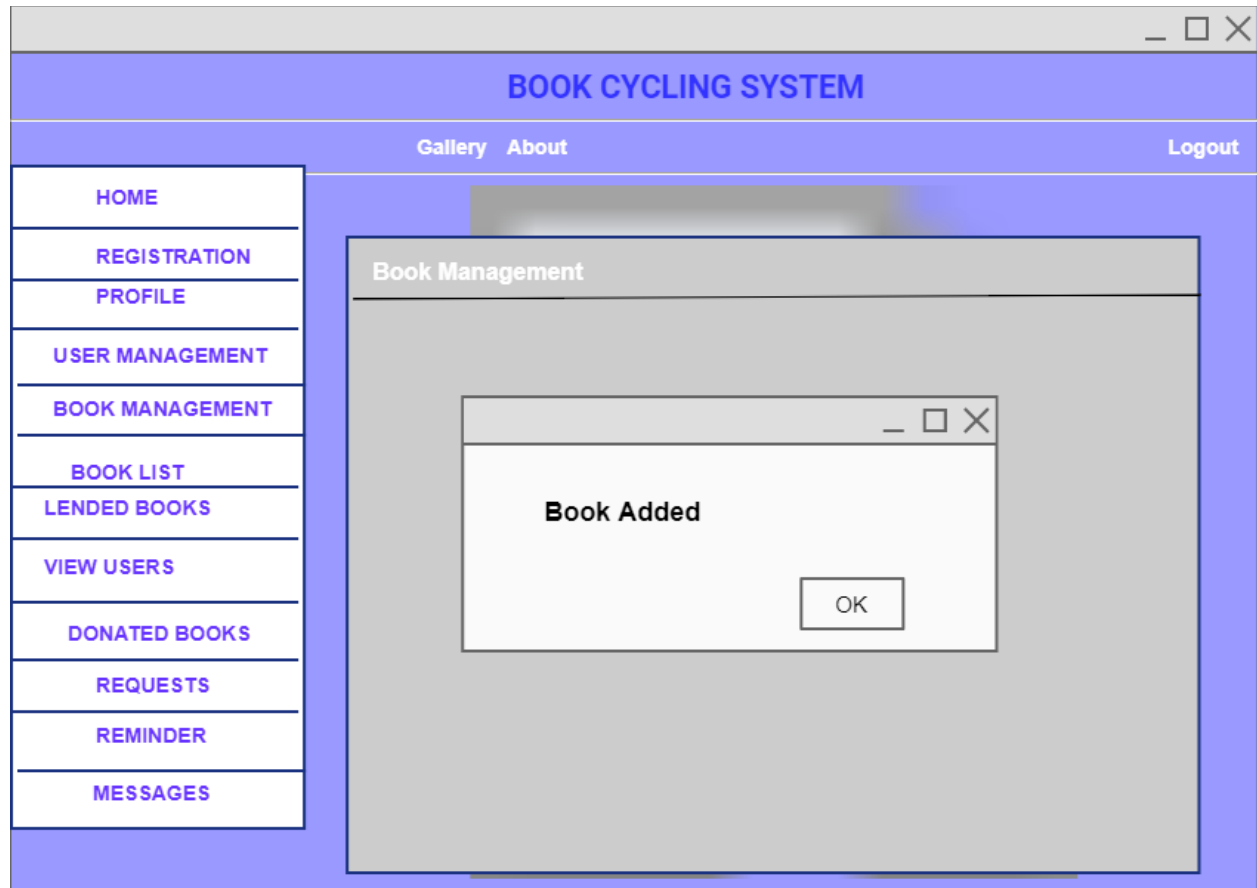 BOOK CYCLING SYSTEM
Gallery About Logout
HOME
REGISTRATION
PROFILE
USER MANAGEMENT
BOOK MANAGEMENT
BOOK LIST
LENDED BOOKS
VIEW USERS
DONATED BOOKS
REQUESTS
REMINDER
MESSAGES
Book Management
Book Added
OK